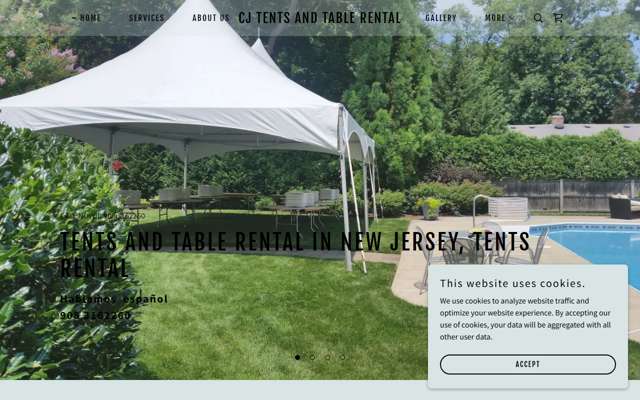 HOME SERVICES ABOUT US CJ TENTS AND TABLE RENTAL GALLERY MORE
TENTS AND TABLE RENTAL IN NEW JERSEY, TENTS
RENTAL
Hablamos español
908 3162260
This website uses cookies.
We use cookies to analyze website traffic and
optimize your website experience. By accepting our
use of cookies, your data will be aggregated with all
other user data.
ACCEPT